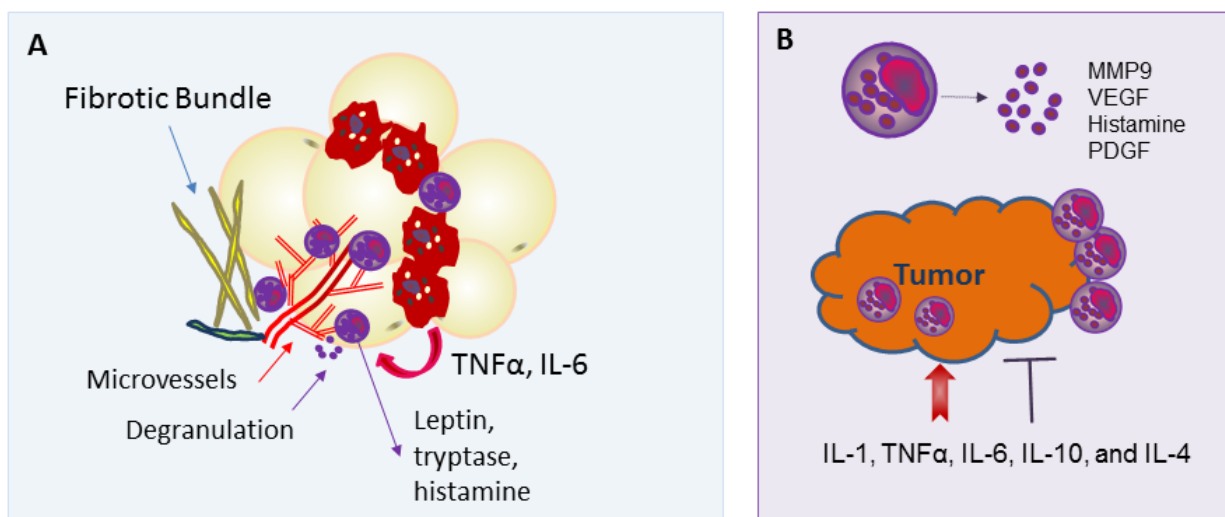 A
Fibrotic Bundle
Microvessels
Degranulation
TNFα, IL-6
Leptin,
tryptase,
histamine
B
MMP9
VEGF
Histamine
PDGF
Tumor
IL-1, TNFα, IL-6, IL-10, and IL-4